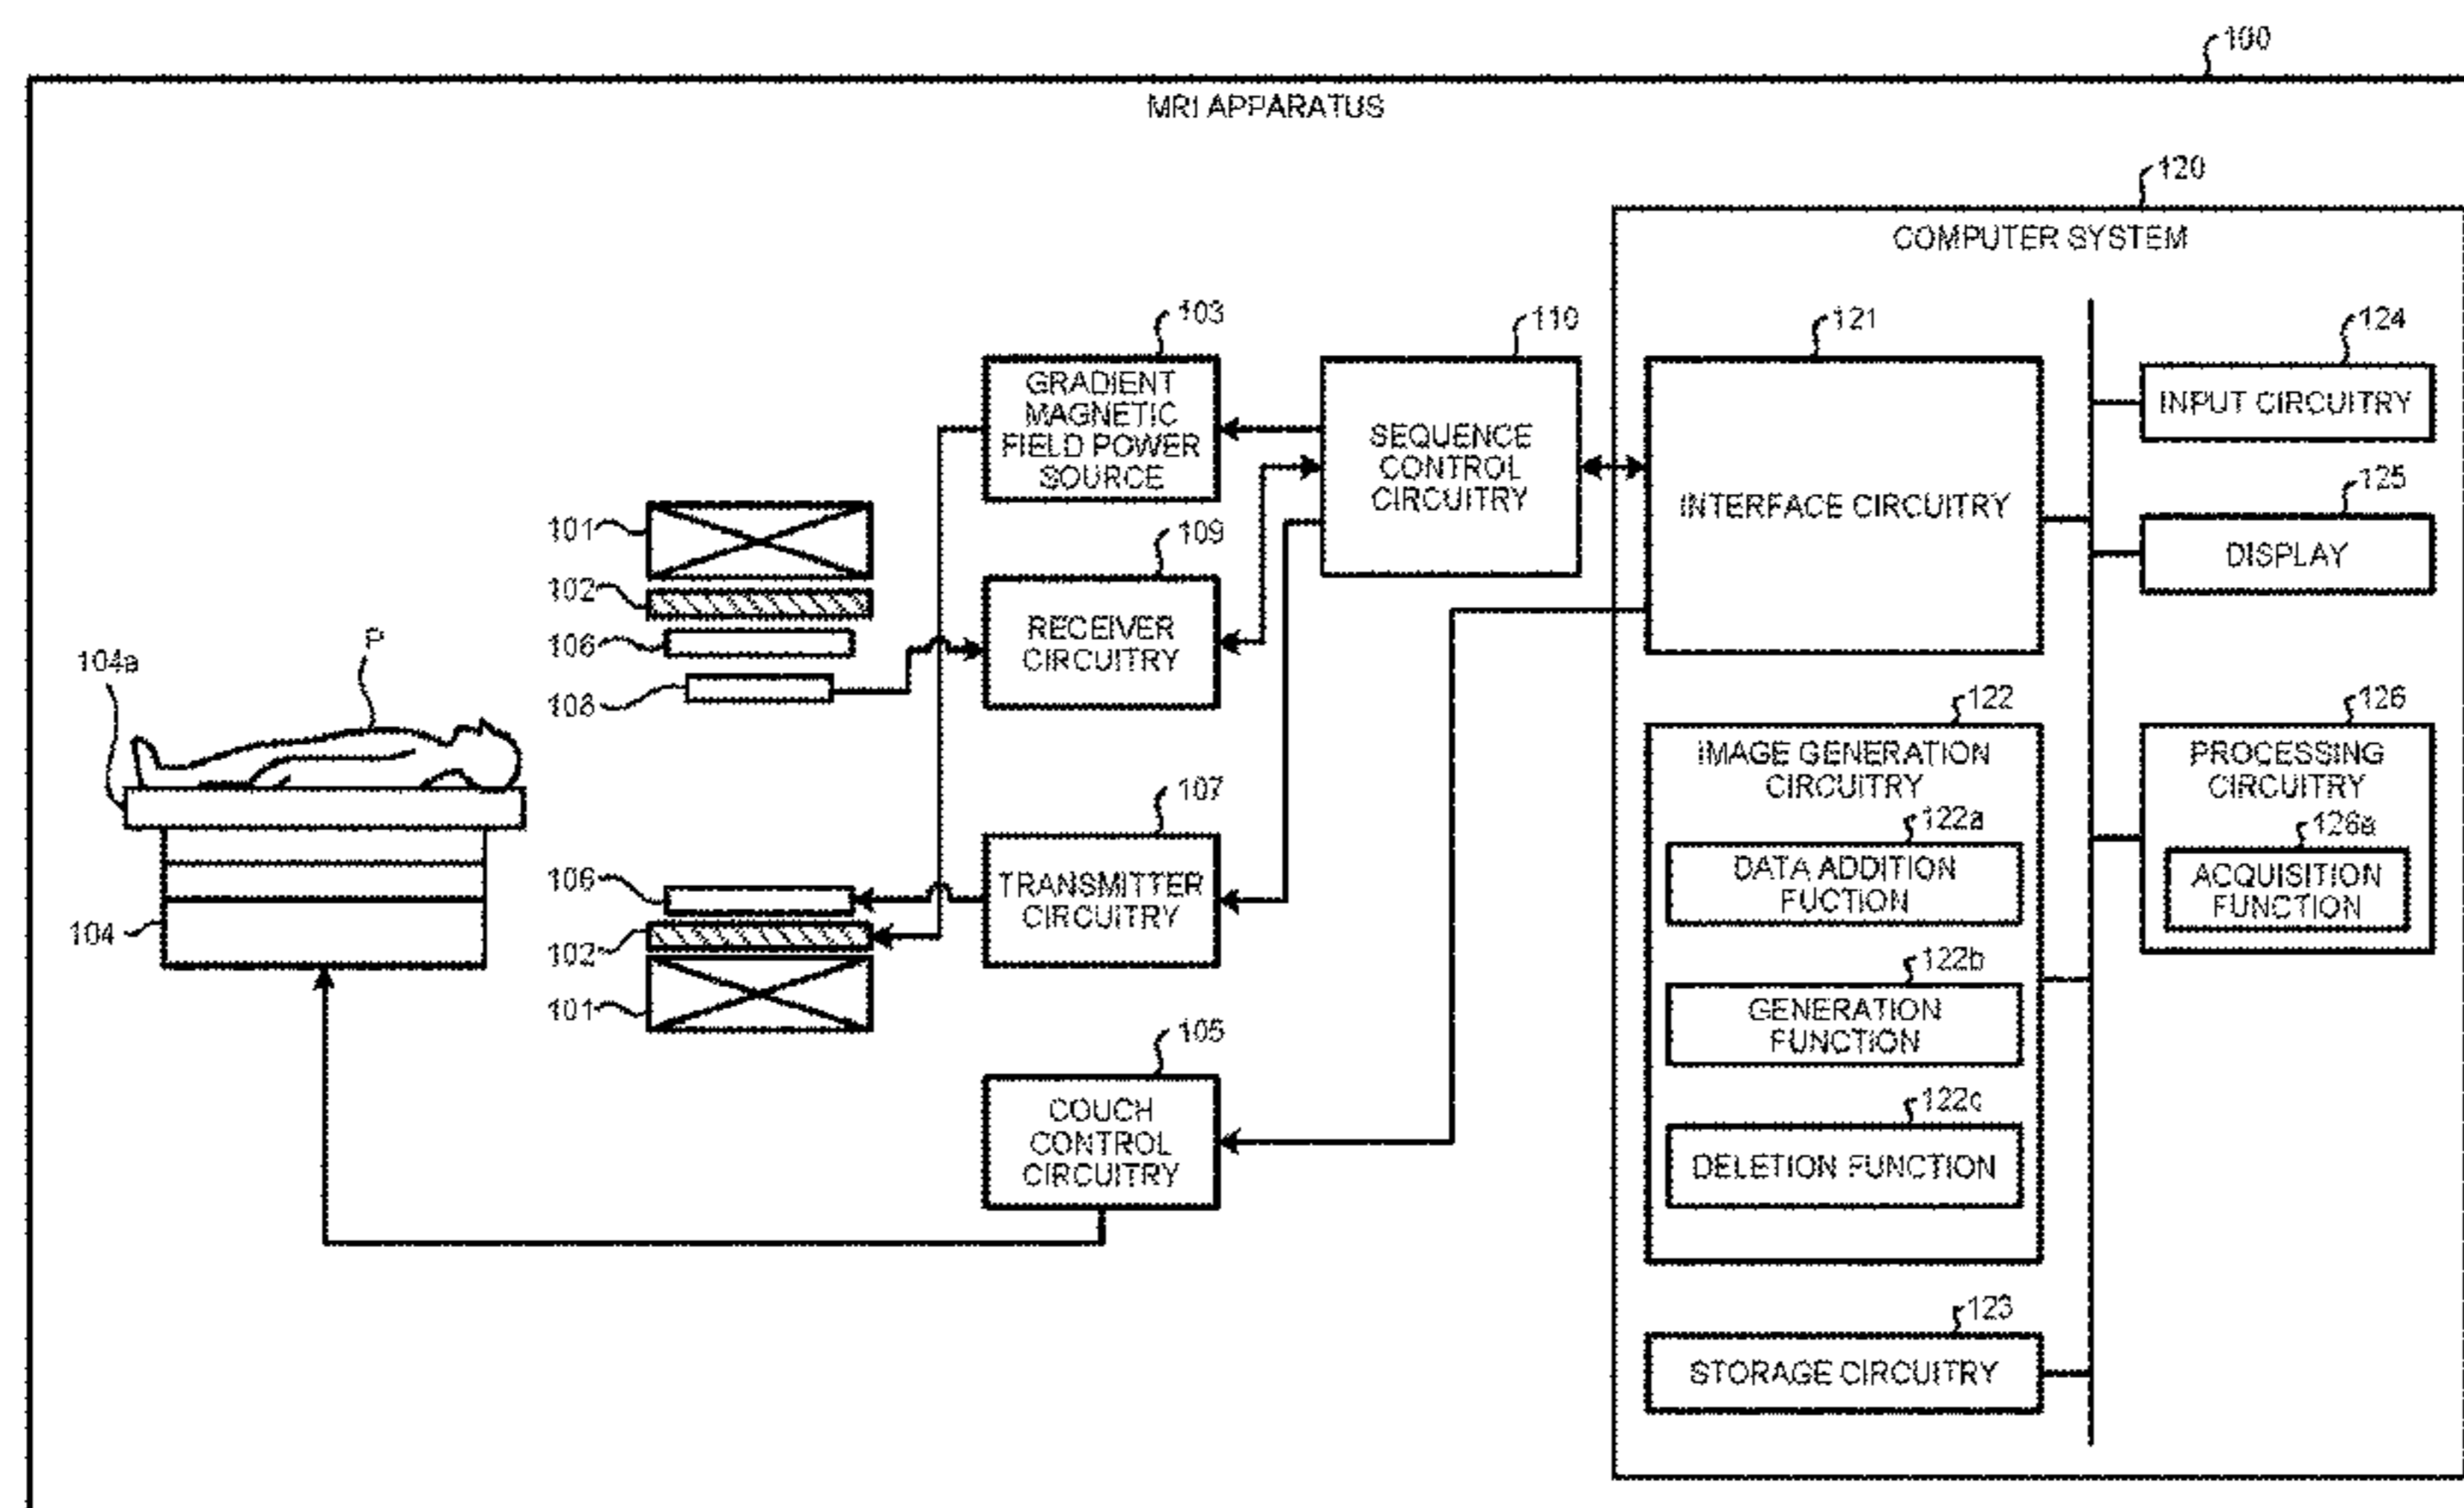 100
MRI APPARATUS
120
COMPUTER SYSTEM
103
GRADIENT
MAGNETIC
FIELD POWER
SOURCE
110
SEQUENCE
CONTROL
CIRCUITRY
121
INTERFACE CIRCUITRY
124
INPUT CIRCUITRY
125
DISPLAY
101
102
106
108
109
RECEIVER
CIRCUITRY
104a
P
104
122
IMAGE GENERATION
CIRCUITRY
122a
DATA ADDITION
FUCTION
122b
GENERATION
FUNCTION
122c
DELETION FUNCTION
126
PROCESSING
CIRCUITRY
126a
ACQUISITION
FUNCTION
107
TRANSMITTER
CIRCUITRY
106
102
101
105
COUCH
CONTROL
CIRCUITRY
123
STORAGE CIRCUITRY